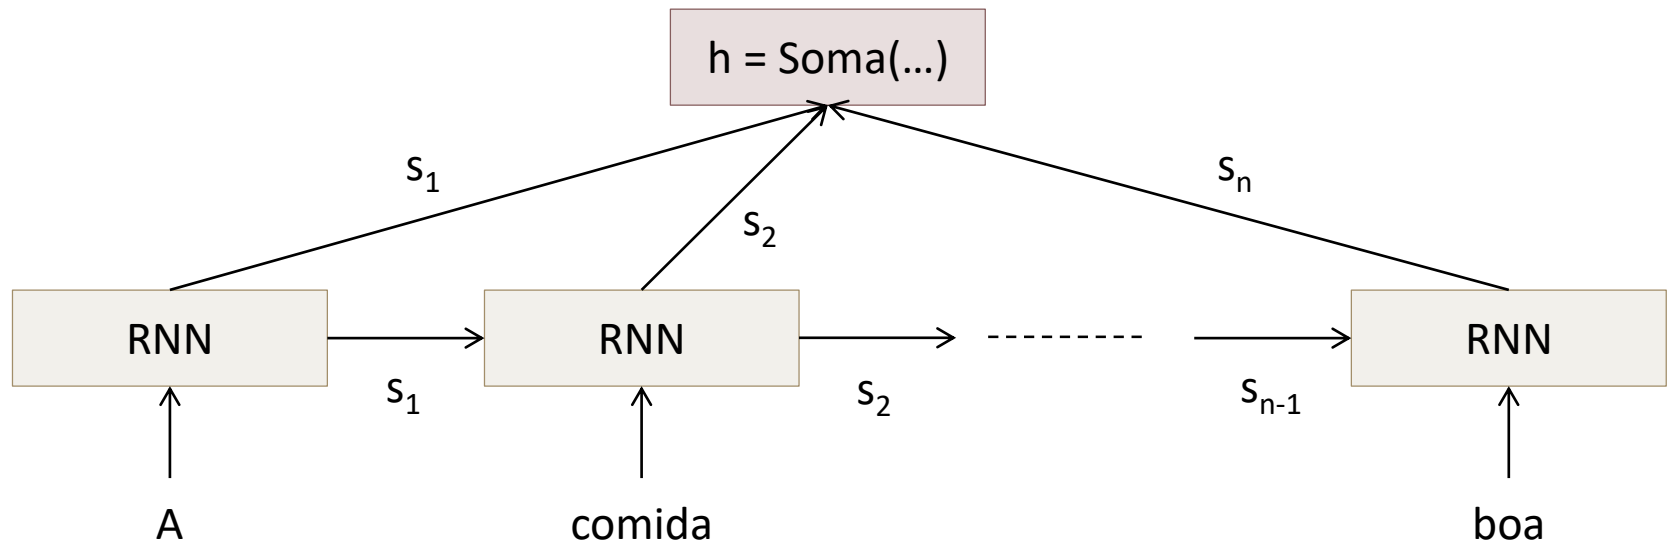 h = Soma(...)
s1
sn
s2
RNN
RNN
RNN
s1
s2
sn-1
A
comida
boa